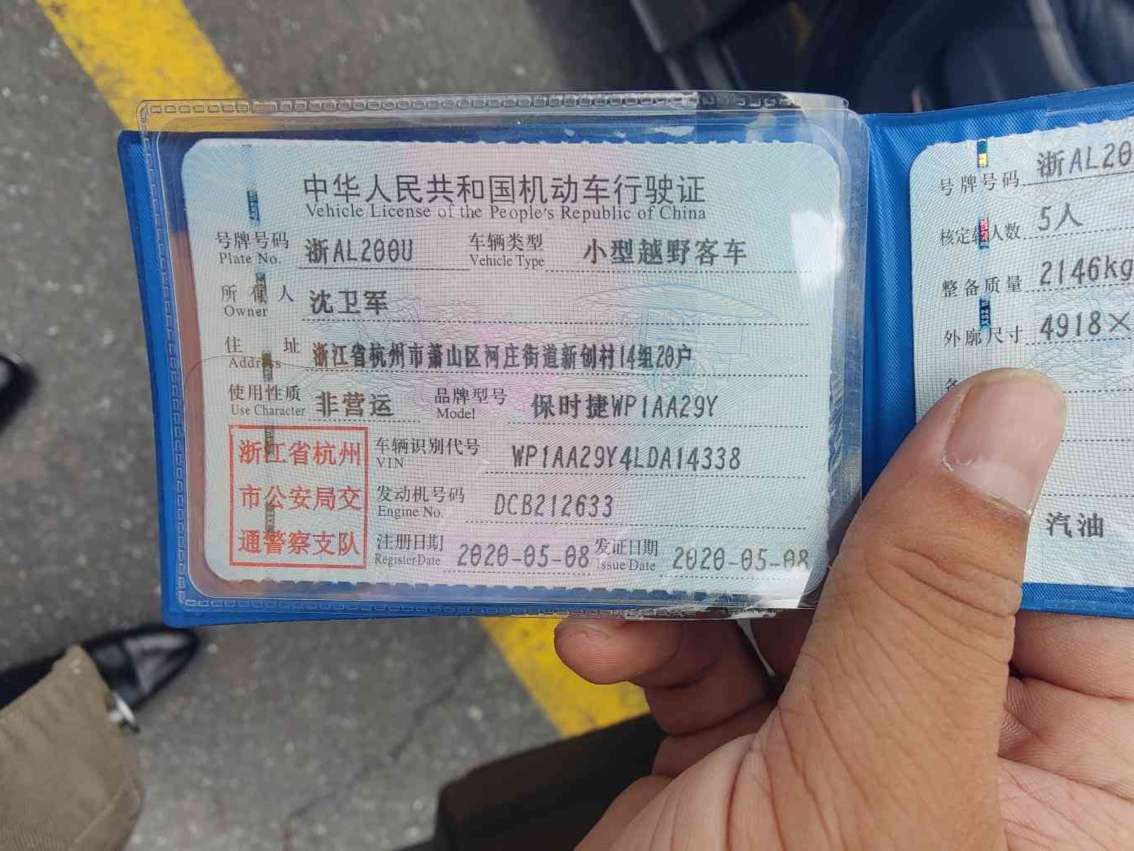 中华人民共和国机动车行驶证
Vehicle License of the People's Republic of China
号牌号码 浙AL200U 车辆类型 小型越野客车
Plate No. Vehicle Type
所有人 沈卫军
Owner
住址 浙江省杭州市萧山区河庄街道新创村14组20户
Address
使用性质 非营运 品牌型号 保时捷WP1AA29Y
Use Character Model
浙江省杭州
市公安局交
通警察支队
车辆识别代号 WP1AA29Y4LDA14338
VIN
发动机号码 DCB212633
Engine No.
注册日期 2020-05-08 发证日期 2020-05-08
Register Date Issue Date
号牌号码 浙AL20
核定载人数 5人
整备质量 2146kg
外廓尺寸 4918×
汽油